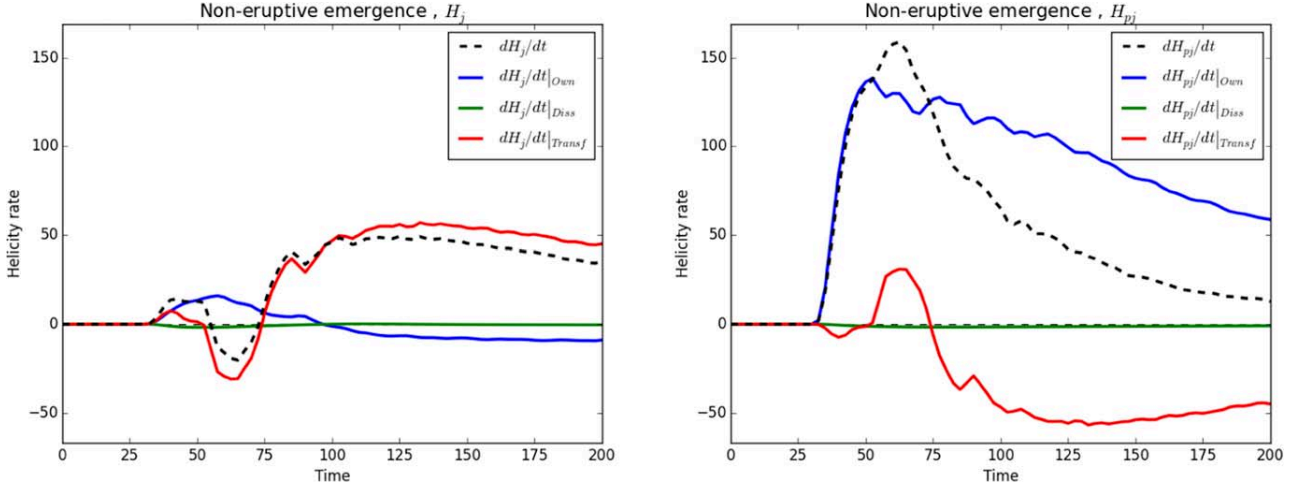 Non-eruptive emergence , H_j
150
100
50
0
−50
Helicity rate
dH_j/dt
dH_j/dt|_Own
dH_j/dt|_Diss
dH_j/dt|_Transf
0 25 50 75 100 125 150 175 200
Time
Non-eruptive emergence , H_pj
150
100
50
0
−50
Helicity rate
dH_pj/dt
dH_pj/dt|_Own
dH_pj/dt|_Diss
dH_pj/dt|_Transf
0 25 50 75 100 125 150 175 200
Time